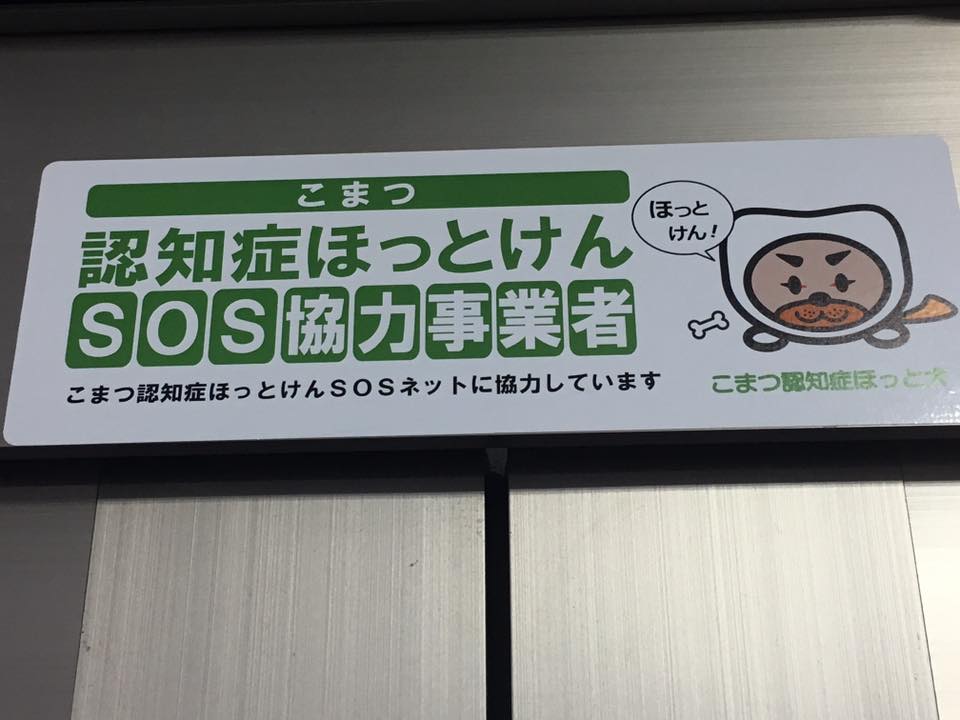 こまつ
認知症ほっとけん
SOS協力事業者
こまつ認知症ほっとけんSOSネットに協力しています
ほっと
けん!
こまつ認知症ほっと犬